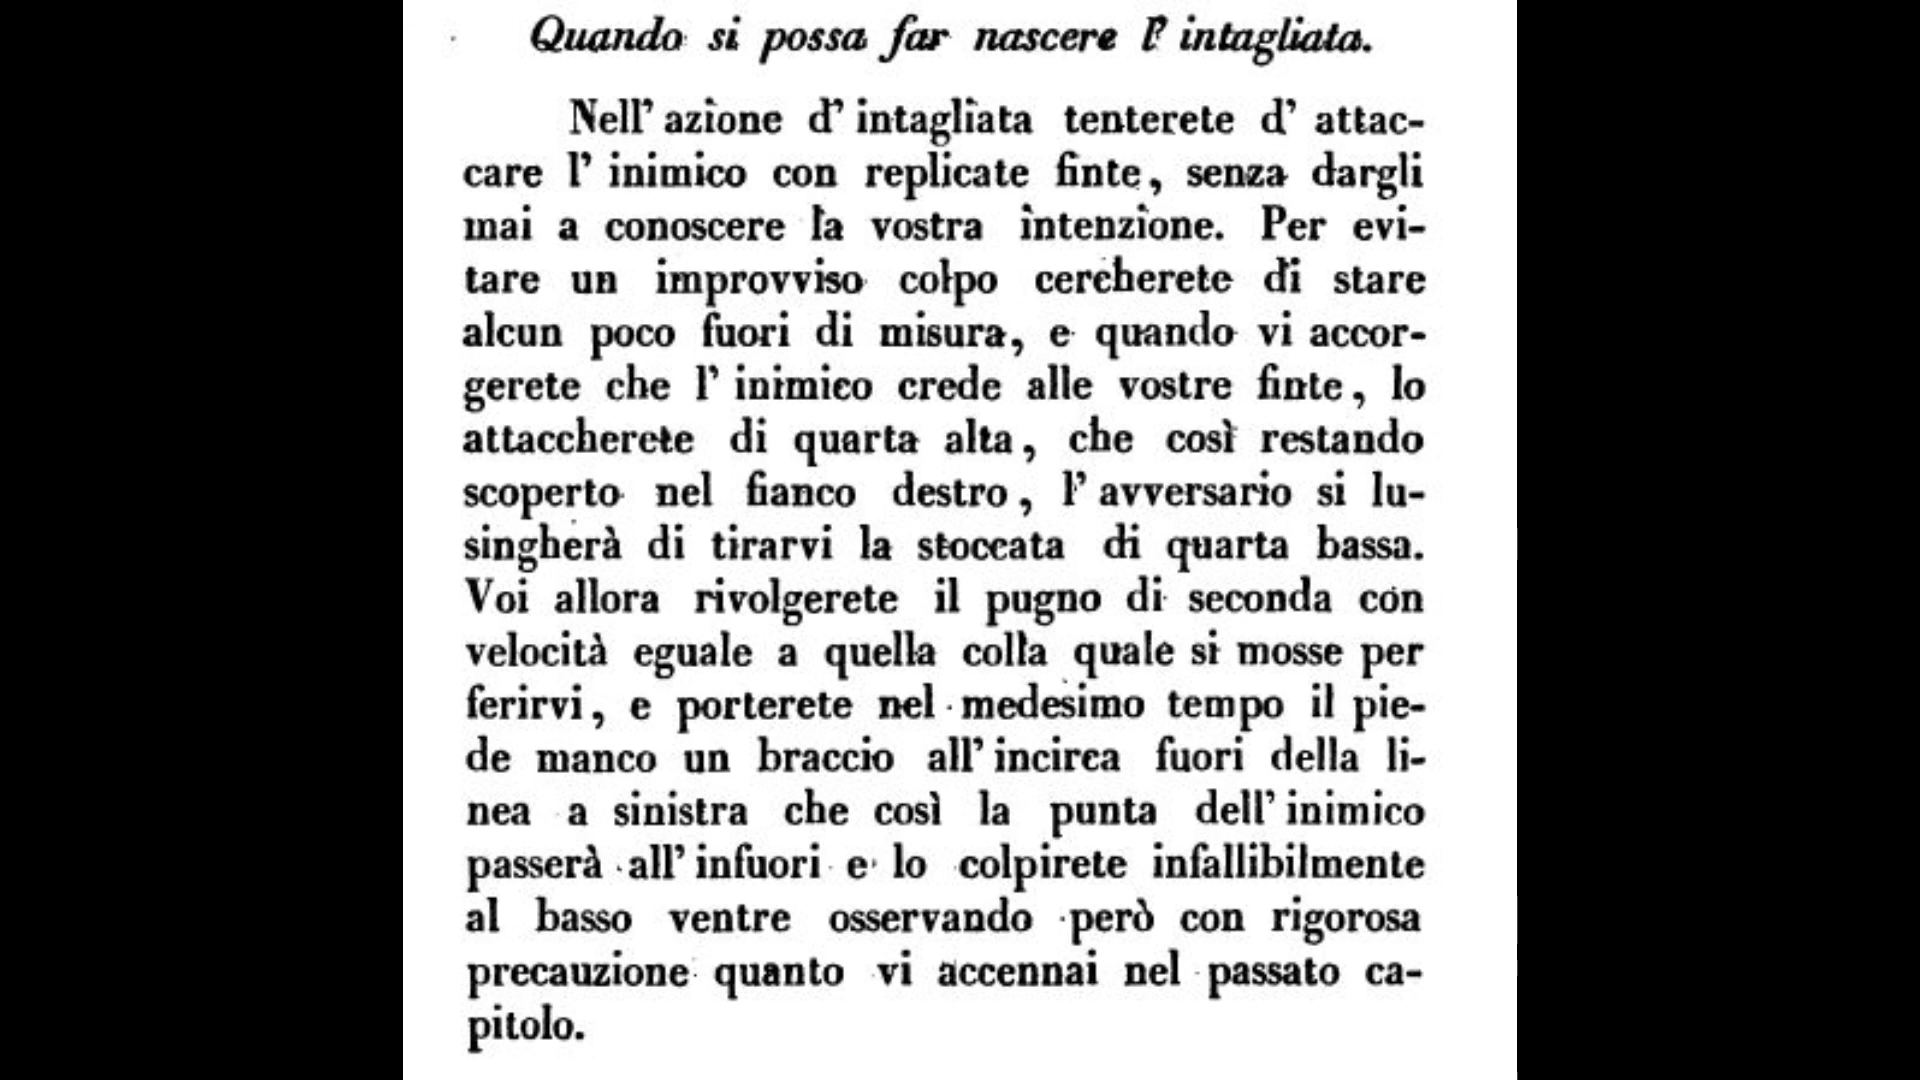 Quando si possa far nascere l' intagliata.
Nell' azione d' intagliata tenterete d' attac-
care l' inimico con replicate finte, senza dargli
mai a conoscere la vostra intenzione. Per evi-
tare un improvviso colpo cercherete di stare
alcun poco fuori di misura, e quando vi accor-
gerete che l' inimico crede alle vostre finte, lo
attaccherete di quarta alta, che così restando
scoperto nel fianco destro, l' avversario si lu-
singherà di tirarvi la stoccata di quarta bassa.
Voi allora rivolgerete il pugno di seconda con
velocità eguale a quella colla quale si mosse per
ferirvi, e porterete nel medesimo tempo il pie-
de manco un braccio all' incirca fuori della li-
nea a sinistra che così la punta dell' inimico
passerà all' infuori e lo colpirete infallibilmente
al basso ventre osservando però con rigorosa
precauzione quanto vi accennai nel passato ca-
pitolo.